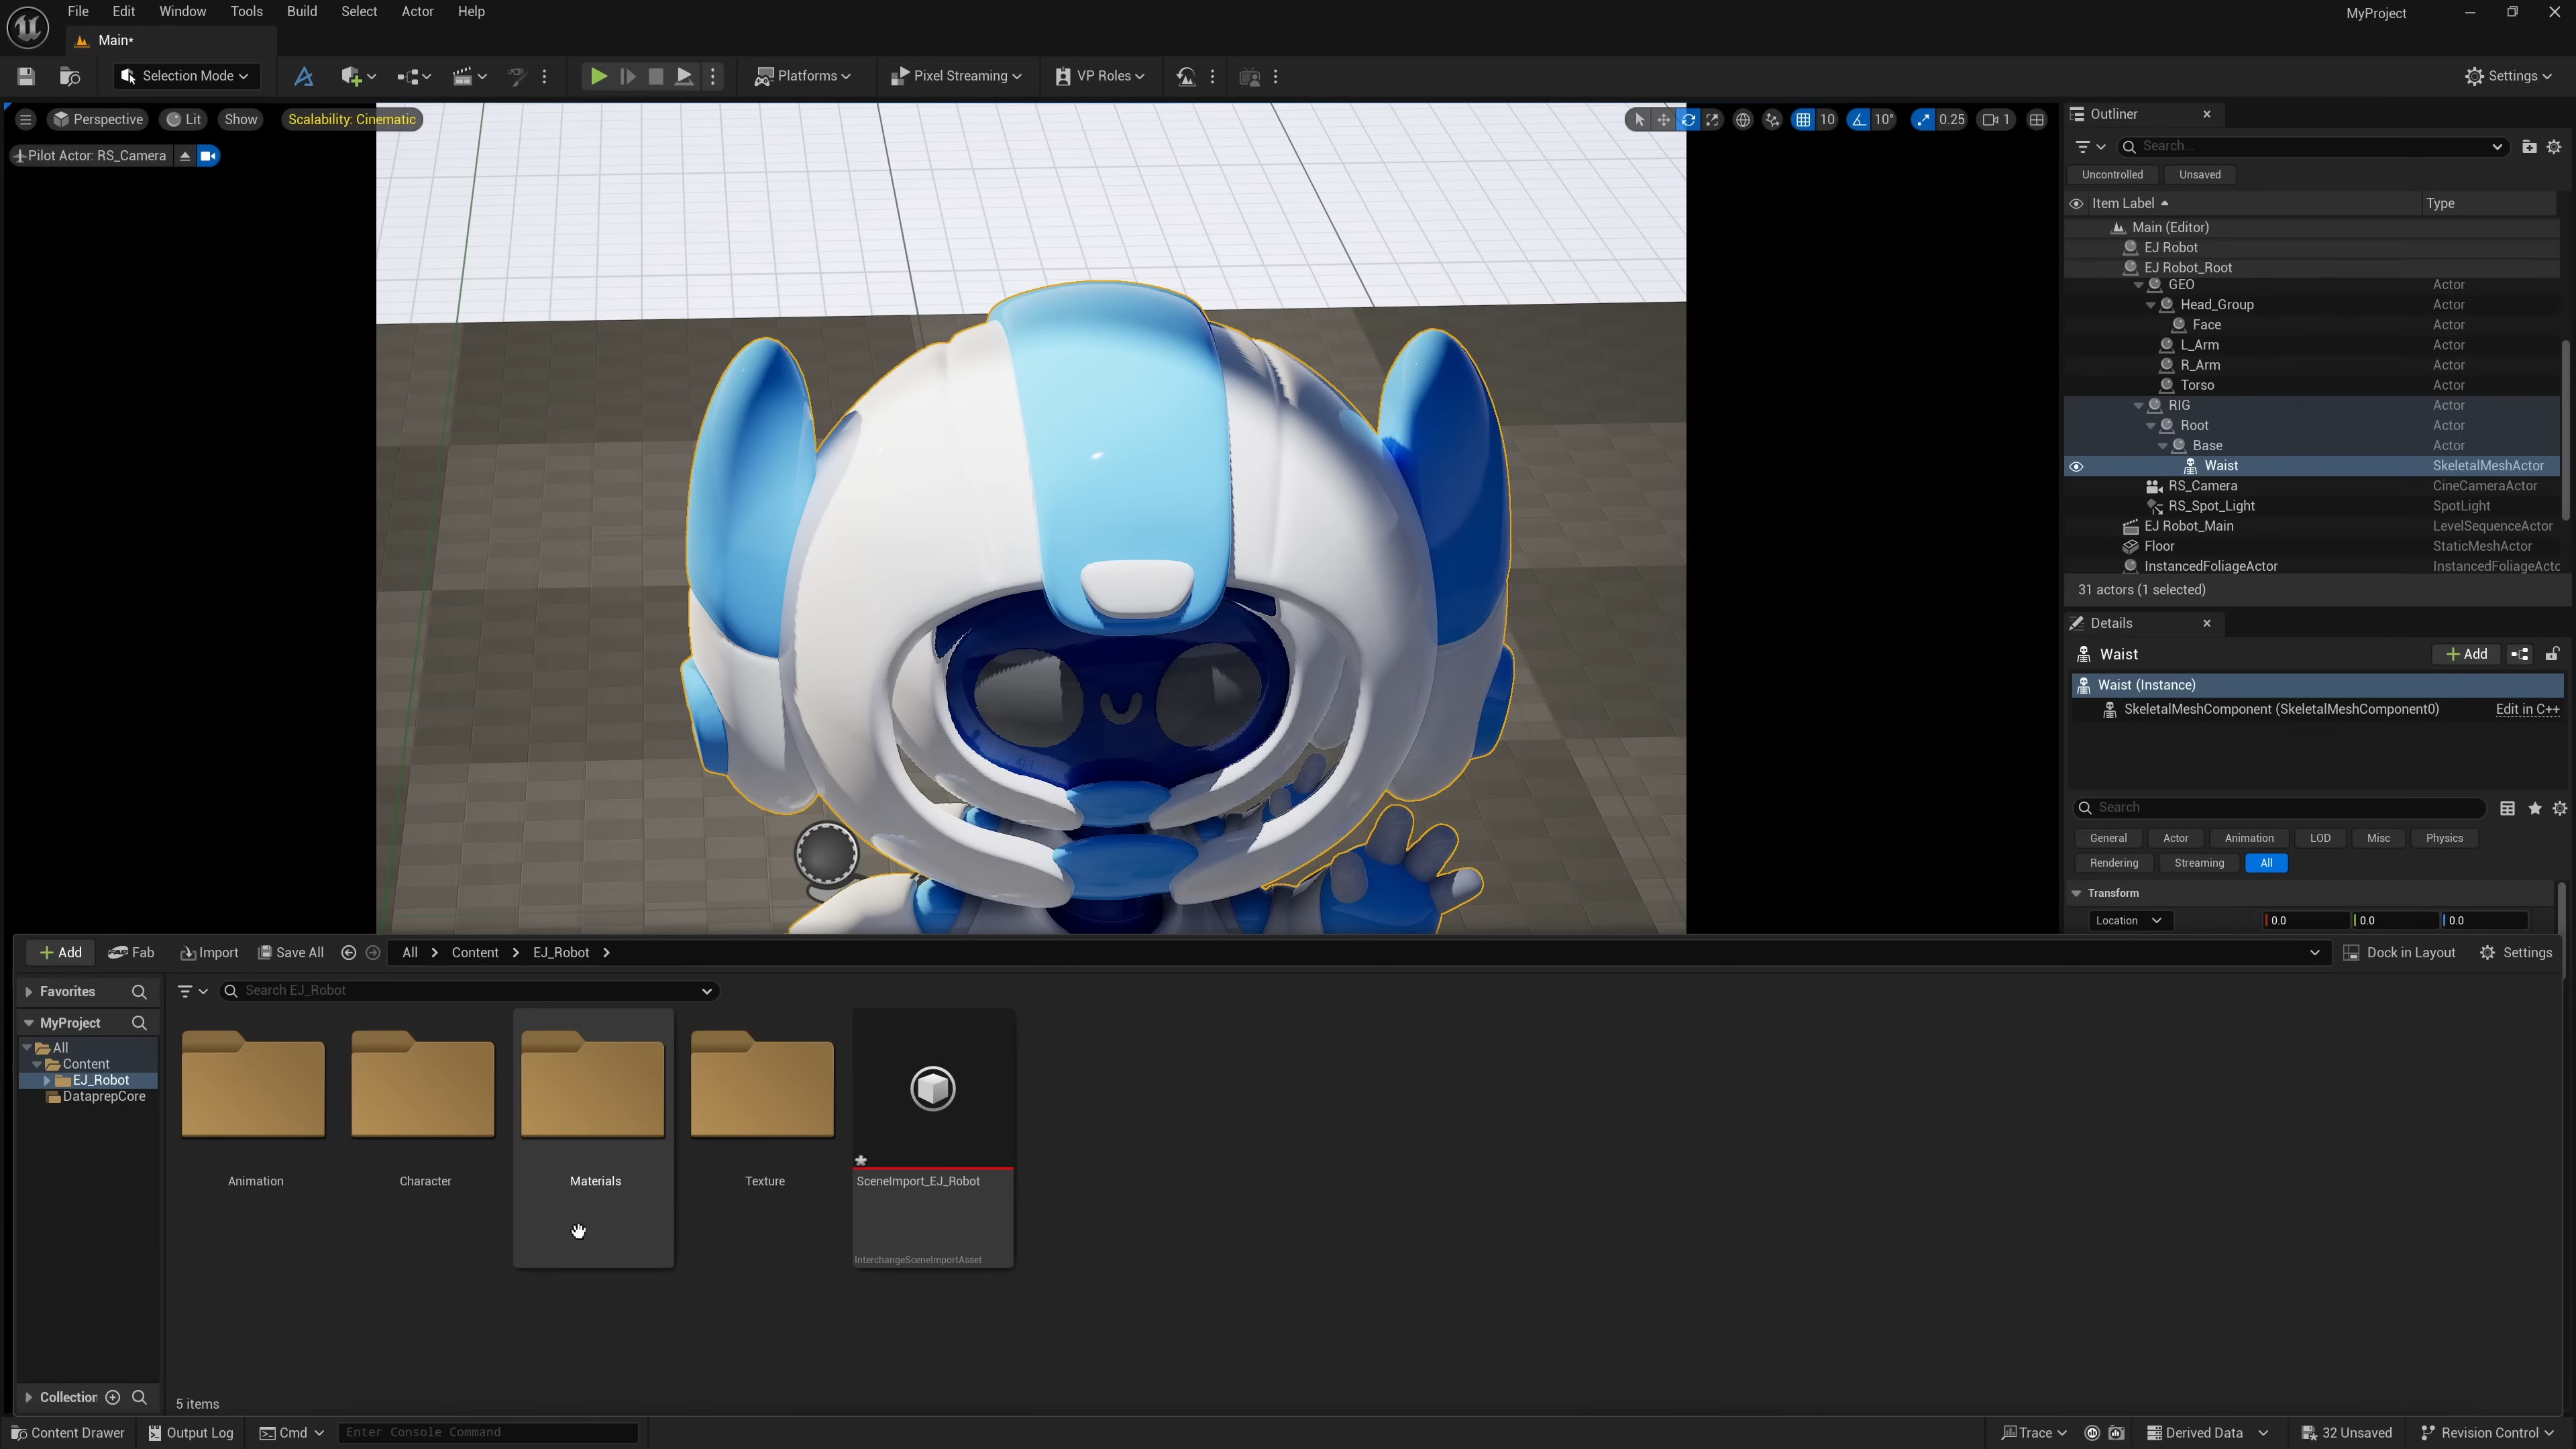 File Edit Window Tools Build Select Actor Help
MyProject
Main*
Selection Mode
Platforms
Pixel Streaming
VP Roles
Settings
Perspective Lit Show Scalability: Cinematic
10 10° 0.25 1
Pilot Actor: RS_Camera
Outliner
Search...
Uncontrolled Unsaved
Item Label Type
Main (Editor)
EJ Robot
EJ Robot_Root
GEO Actor
Head_Group Actor
Face Actor
L_Arm Actor
R_Arm Actor
Torso Actor
RIG Actor
Root Actor
Base Actor
Waist SkeletalMeshActor
RS_Camera CineCameraActor
RS_Spot_Light SpotLight
EJ Robot_Main LevelSequenceActor
Floor StaticMeshActor
InstancedFoliageActor InstancedFoliageActc
31 actors (1 selected)
Details
Waist
Add
Waist (Instance)
SkeletalMeshComponent (SkeletalMeshComponent0) Edit in C++
Search
General Actor Animation LOD Misc Physics
Rendering Streaming All
Transform
Location 0.0 0.0 0.0
Add Fab Import Save All All Content EJ_Robot Dock in Layout Settings
Favorites
Search EJ_Robot
MyProject
All
Content
EJ_Robot
DataprepCore
Animation
Character
Materials
Texture
SceneImport_EJ_Robot
InterchangeSceneImportAsset
Collection
5 items
Content Drawer Output Log Cmd Enter Console Command
Trace Derived Data 32 Unsaved Revision Control